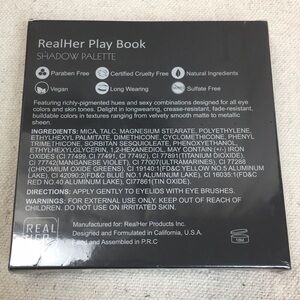 RealHer Play Book
SHADOW PALETTE
Paraben Free
Certified Cruelty Free
Natural Ingredients
Vegan
Long Wearing
Sulfate Free
Featuring richly-pigmented hues and sexy combinations designed for all eye
colors and skin tones. Delight in longwearing, crease-resistant, fade-resistant,
buildable colors in textures ranging from velvety smooth matte to metallic
sheen.
INGREDIENTS: MICA, TALC, MAGNESIUM STEARATE, POLYETHYLENE,
ETHYLHEXYL PALMITATE, DIMETHICONE, CYCLOMETHICONE, PHENYL
TRIMETHICONE, SORBITAN SESQUIOLEATE, PHENOXYETHANOL,
ETHYLHEXYLGLYCERIN, 1,2-HEXANEDIOL. MAY CONTAIN:(+/-) IRON
OXIDES (CI 77499, CI 77491, CI 77492), CI 77891(TITANIUM DIOXIDE),
CI 77742(MANGANESE VIOLET), CI 77007(ULTRAMARINES), CI 77288
(CHROMIUM OXIDE GREENS), CI 19140:1(FD&C YELLOW NO.5 ALUMINUM
LAKE), CI 42090:2(FD&C BLUE NO.1 ALUMINUM LAKE), CI 16035:1(FD&C
RED NO.40 ALUMINUM LAKE), CI77861(TIN OXIDE).
DIRECTIONS: APPLY GENTLY TO EYELIDS WITH EYE BRUSHES.
WARNINGS: FOR EXTERNAL USE ONLY. KEEP OUT OF REACH OF
CHILDREN. DO NOT USE ON IRRITATED SKIN.
REAL
HER
Manufactured for: RealHer Products Inc.
Designed and Formulated in California, U.S.A.
Filled and Assembled in P.R.C
18M